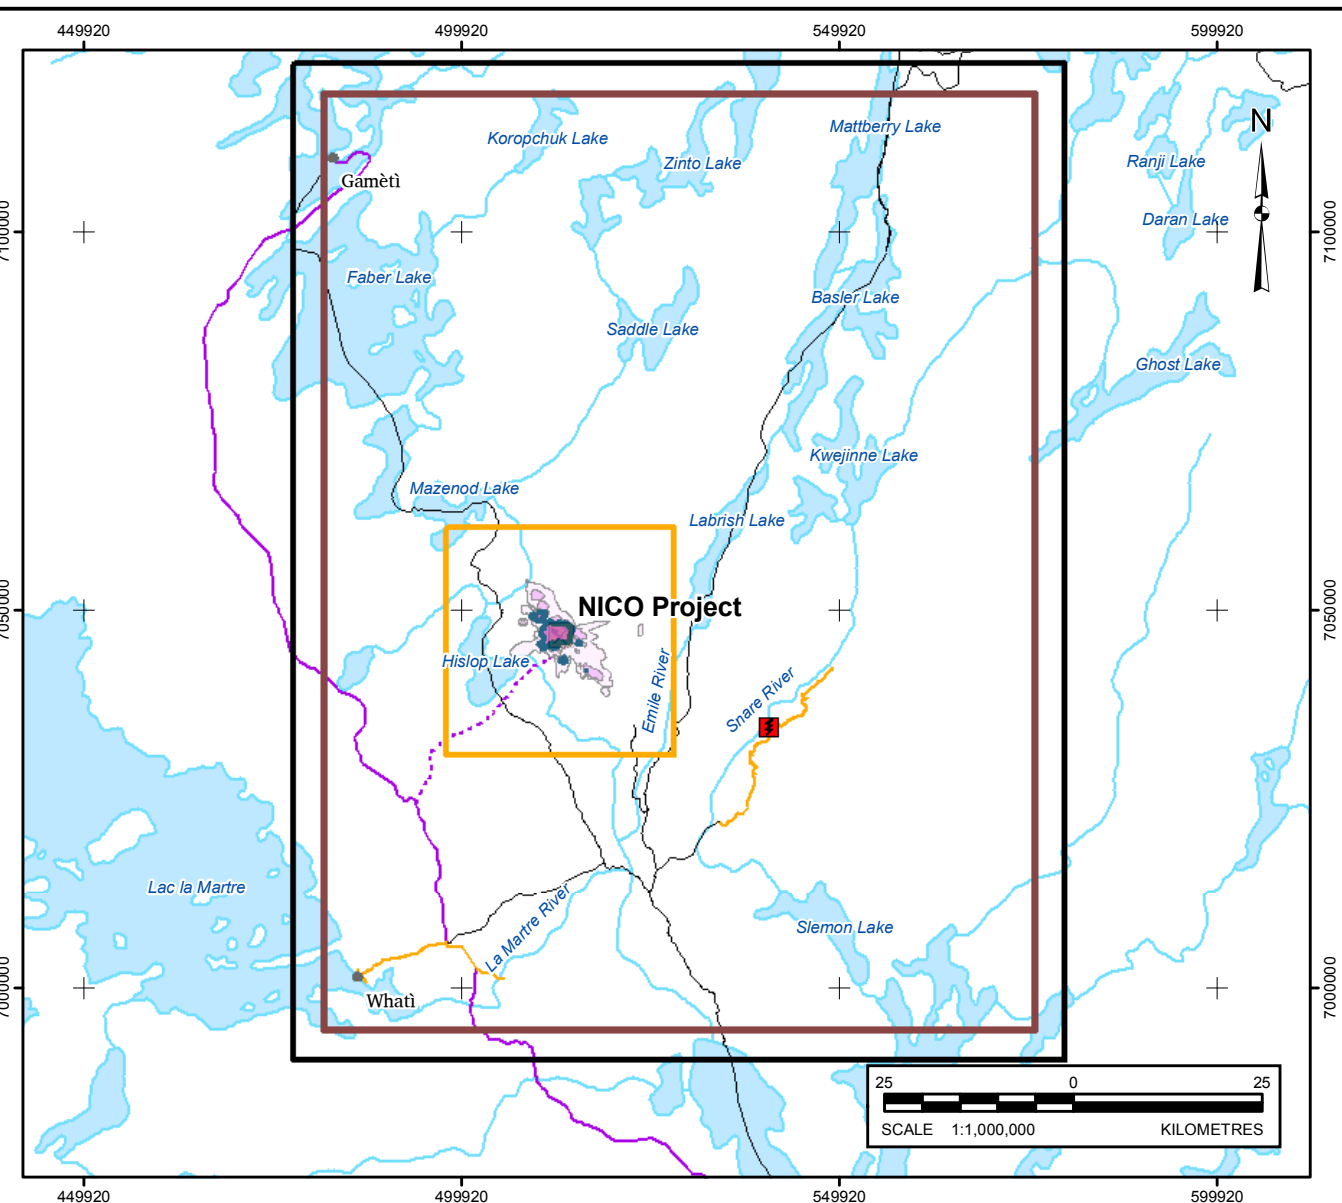 449920
499920
549920
599920
Koropchuk Lake
Mattberry Lake
N
Zinto Lake
Ranji Lake
Gamètì
Daran Lake
7100000
7100000
Faber Lake
Basler Lake
Saddle Lake
Ghost Lake
Kwejinne Lake
Mazenod Lake
Labrish Lake
NICO Project
7050000
7050000
Hislop Lake
Emile River
Snare River
Lac la Martre
La Martre River
Slemon Lake
Whatì
7000000
7000000
25 0 25
SCALE 1:1,000,000 KILOMETRES
449920
499920
549920
599920